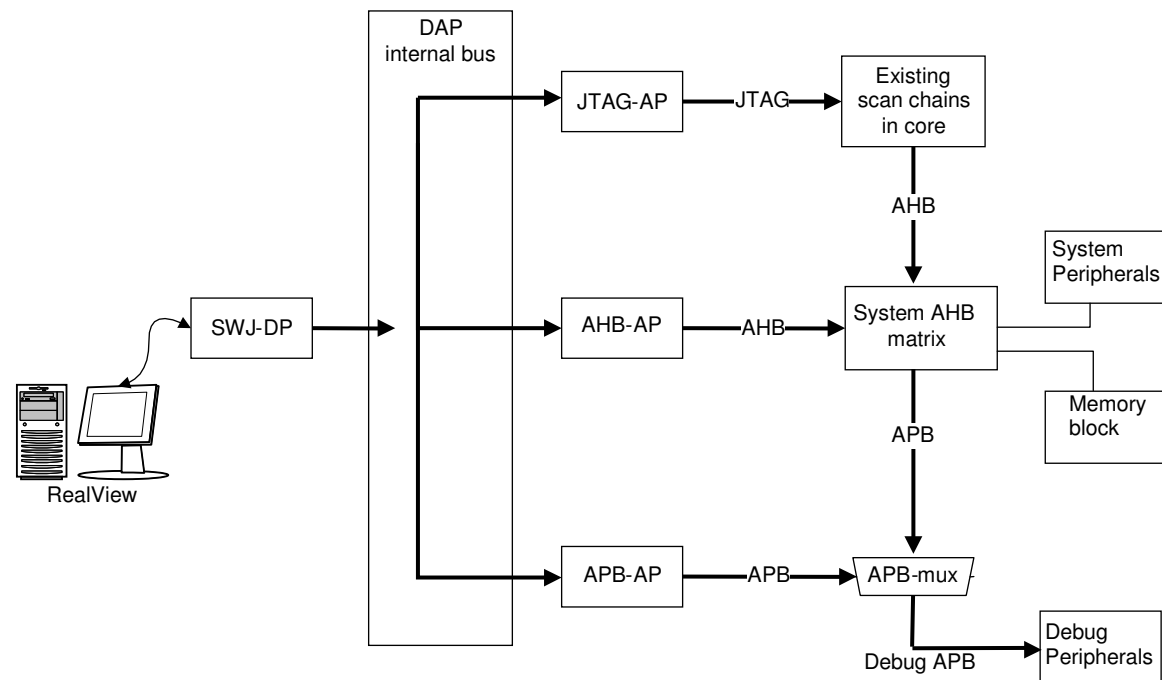 DAP
internal bus
JTAG-AP
JTAG
Existing
scan chains
in core
AHB
System
Peripherals
SWJ-DP
AHB-AP
AHB
System AHB
matrix
Memory
block
APB
RealView
APB-AP
APB
APB-mux
Debug APB
Debug
Peripherals